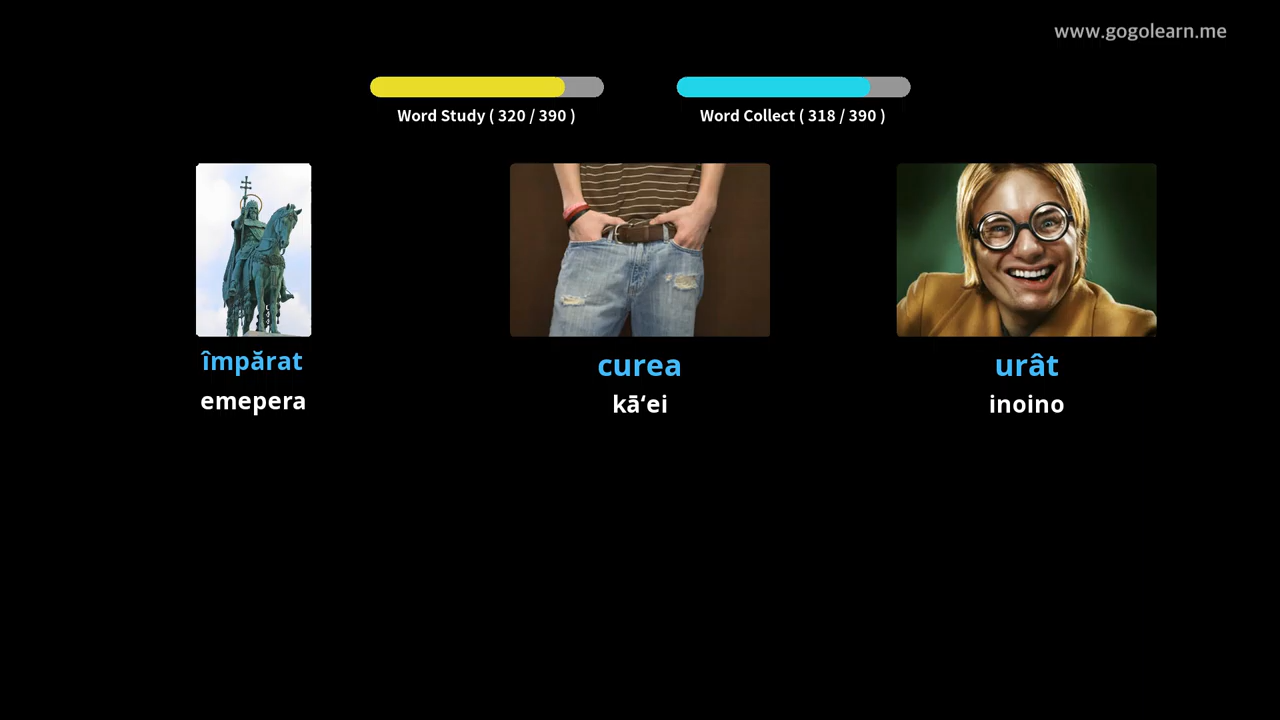 www.gogolearn.me
Word Study ( 320 / 390 )
Word Collect ( 318 / 390 )
împărat
emepera
curea
kāʻei
urât
inoino